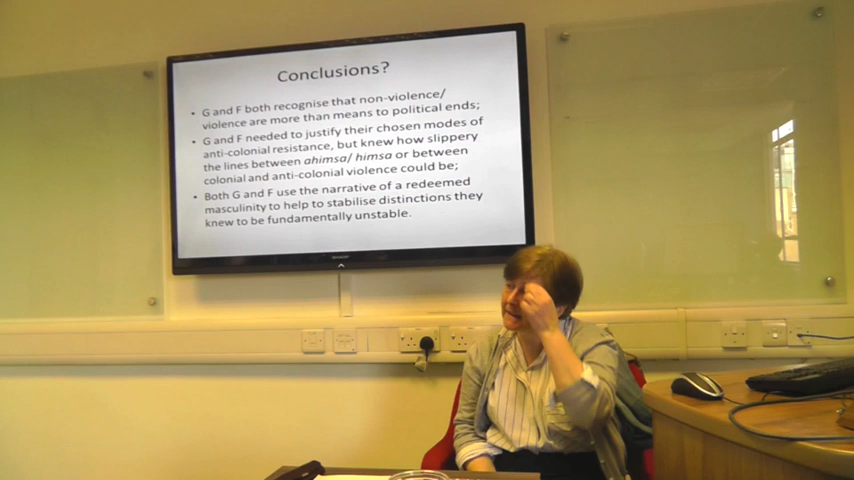 Conclusions?
• G and F both recognise that non-violence/
violence are more than means to political ends;
• G and F needed to justify their chosen modes of
anti-colonial resistance, but knew how slippery
the lines between ahimsa/ himsa or between
colonial and anti-colonial violence could be;
• Both G and F use the narrative of a redeemed
masculinity to help to stabilise distinctions they
knew to be fundamentally unstable.
SHARP